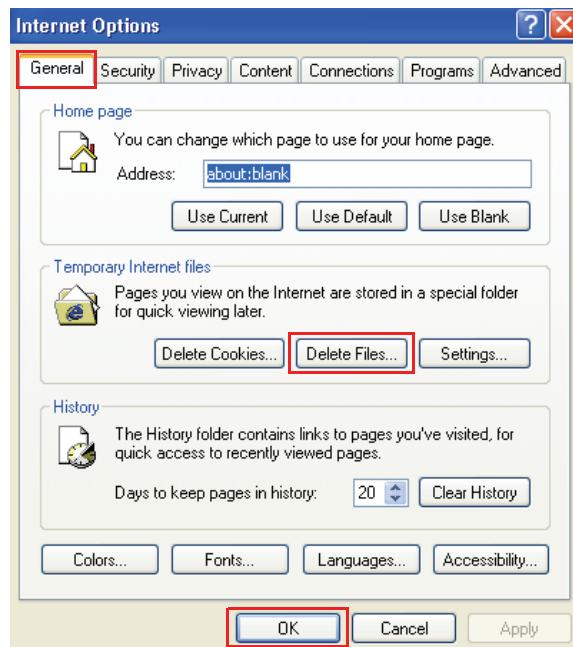 Internet Options
General Security Privacy Content Connections Programs Advanced
Home page
You can change which page to use for your home page.
Address: about:blank
Use Current Use Default Use Blank
Temporary Internet files
Pages you view on the Internet are stored in a special folder
for quick viewing later.
Delete Cookies... Delete Files... Settings...
History
The History folder contains links to pages you've visited, for
quick access to recently viewed pages.
Days to keep pages in history: 20 Clear History
Colors... Fonts... Languages... Accessibility...
OK Cancel Apply